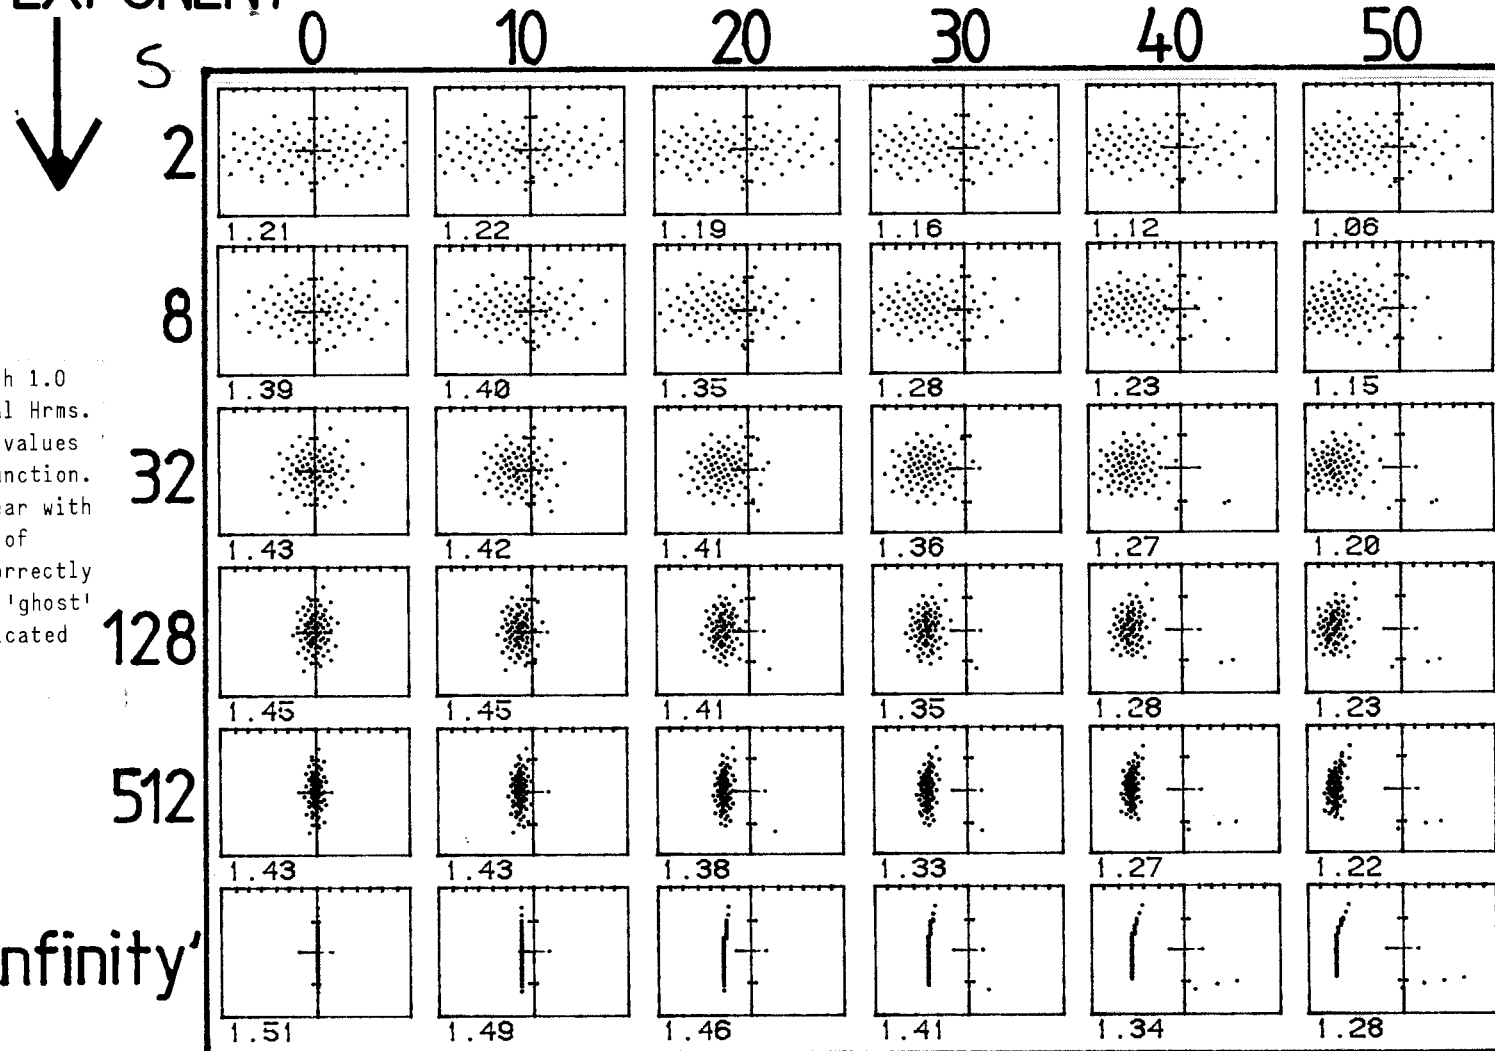 EXPONENT
S 0 10 20 30 40 50
2
1.21 1.22 1.19 1.16 1.12 1.06
8
1.39 1.40 1.35 1.28 1.23 1.15
h 1.0
al Hrms.
values
unction.
ear with
of
orrectly
'ghost'
icated
32
1.43 1.42 1.41 1.36 1.27 1.20
128
1.45 1.45 1.41 1.35 1.28 1.23
512
1.43 1.43 1.38 1.33 1.27 1.22
nfinity'
1.51 1.49 1.46 1.41 1.34 1.28